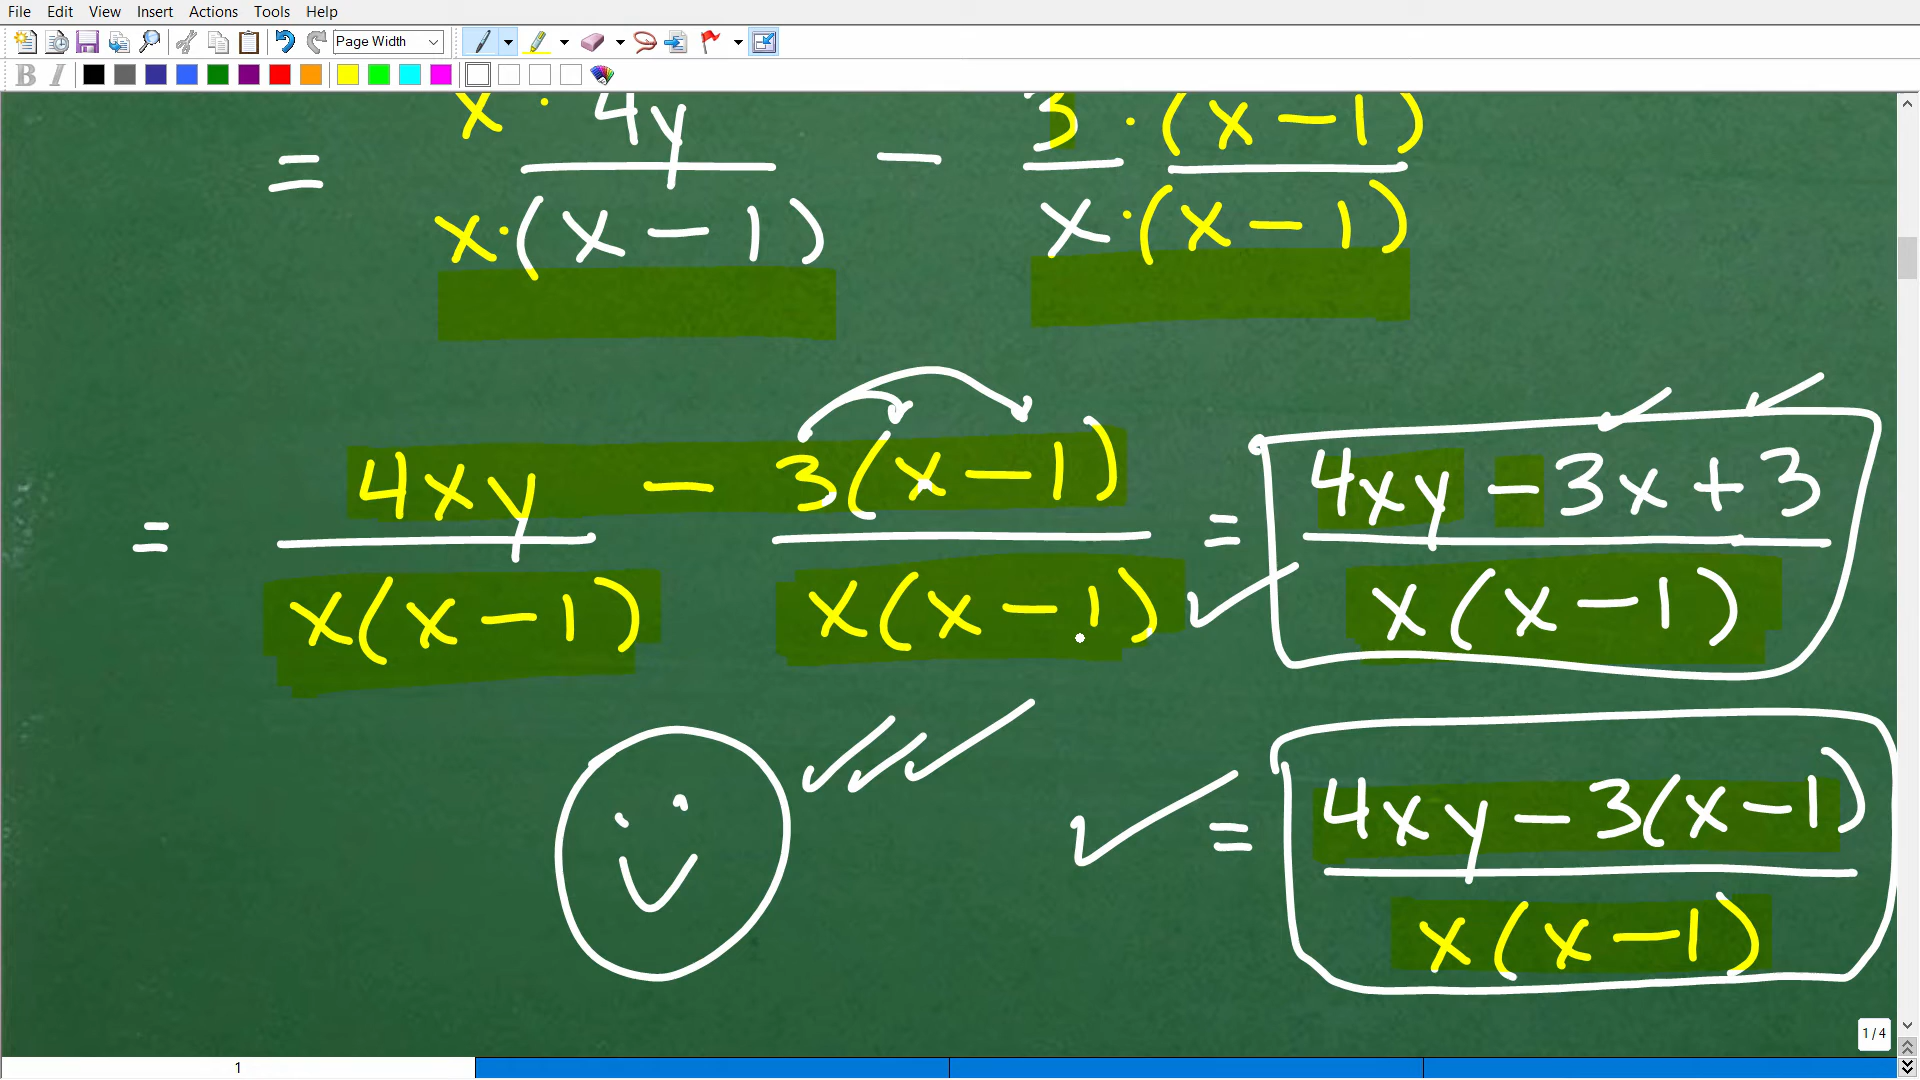 File Edit View Insert Actions Tools Help
Page Width
B I
x · 4y 3 · (x - 1)
= —
x · (x - 1) x · (x - 1)
4xy - 3(x - 1) 4xy - 3x + 3
= =
x(x - 1) x(x - 1) x(x - 1)
4xy - 3(x - 1)
=
x(x - 1)
1/4
1